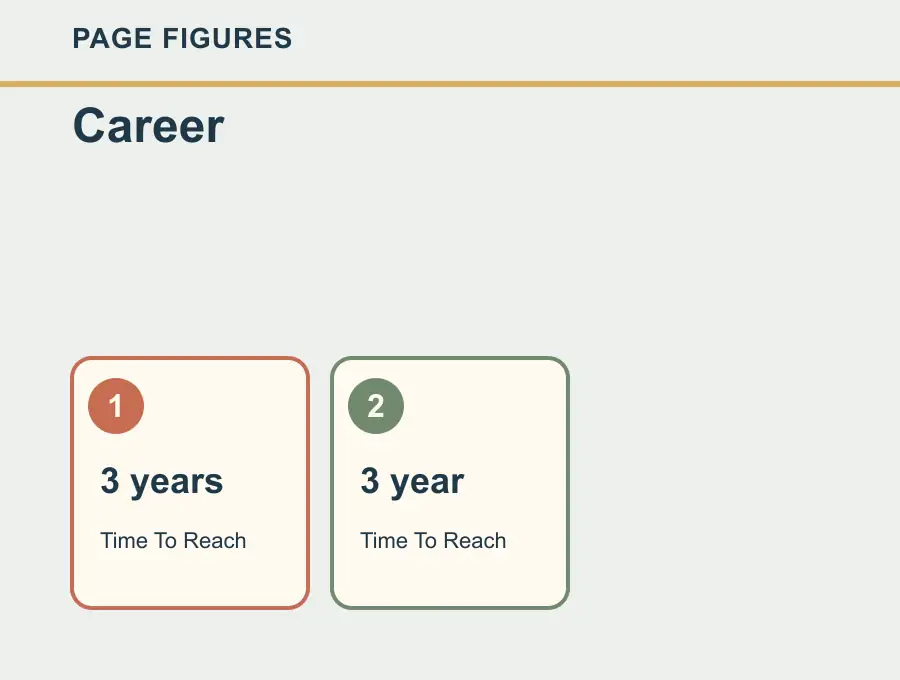 PAGE FIGURES
Career
1
3 years
Time To Reach
2
3 year
Time To Reach